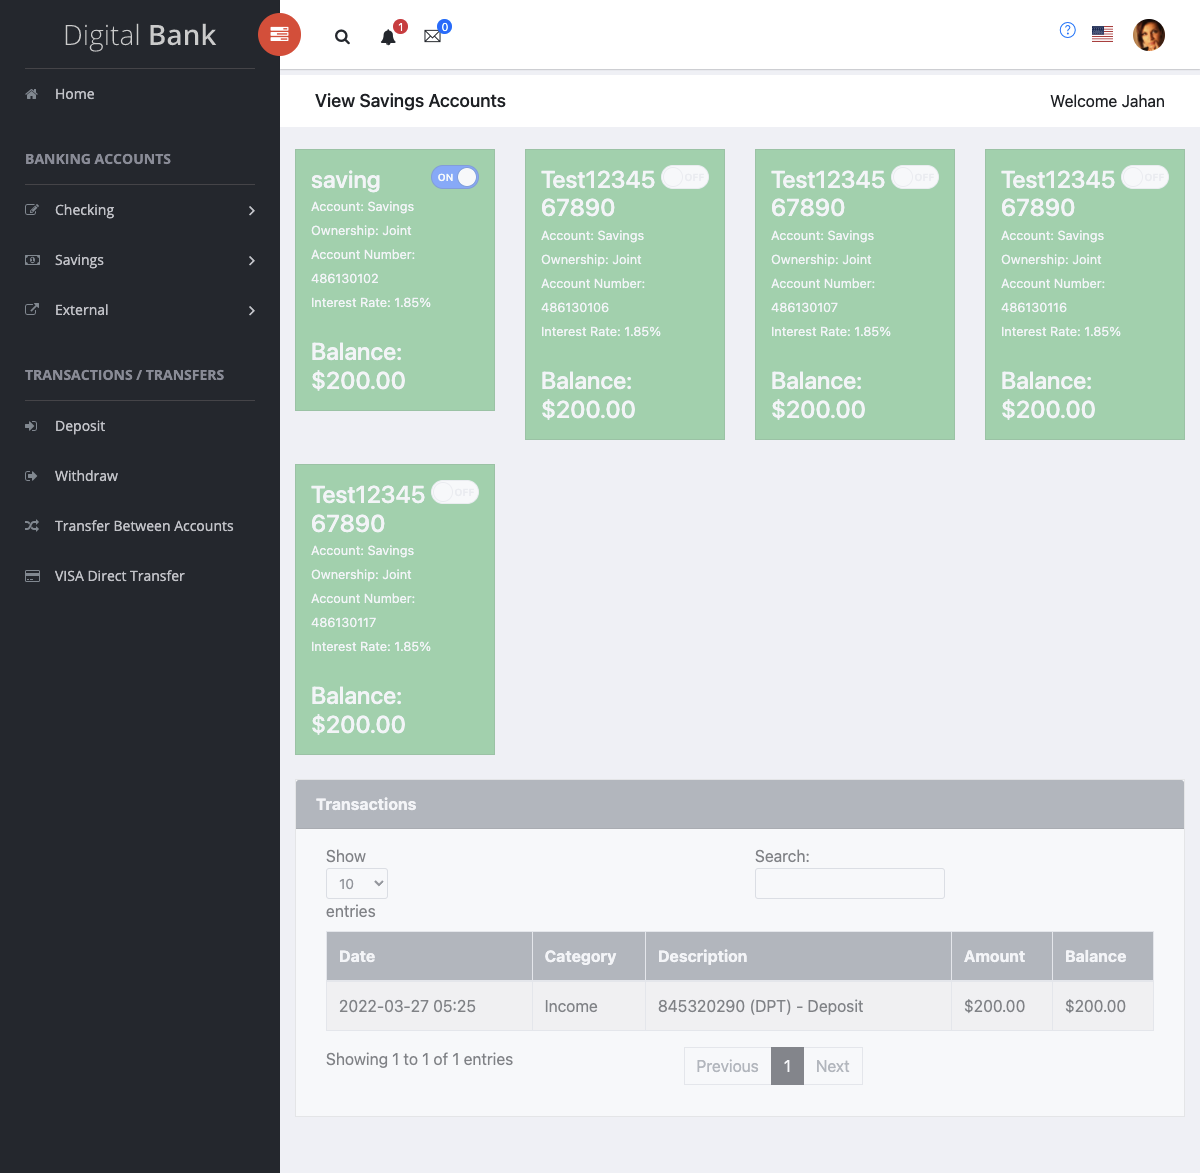 Digital Bank
1
0
Home
BANKING ACCOUNTS
Checking
Savings
External
TRANSACTIONS / TRANSFERS
Deposit
Withdraw
Transfer Between Accounts
VISA Direct Transfer
View Savings Accounts
Welcome Jahan
saving
ON
Account: Savings
Ownership: Joint
Account Number:
486130102
Interest Rate: 1.85%
Balance:
$200.00
Test12345
67890
OFF
Account: Savings
Ownership: Joint
Account Number:
486130106
Interest Rate: 1.85%
Balance:
$200.00
Test12345
67890
OFF
Account: Savings
Ownership: Joint
Account Number:
486130107
Interest Rate: 1.85%
Balance:
$200.00
Test12345
67890
OFF
Account: Savings
Ownership: Joint
Account Number:
486130116
Interest Rate: 1.85%
Balance:
$200.00
Test12345
67890
OFF
Account: Savings
Ownership: Joint
Account Number:
486130117
Interest Rate: 1.85%
Balance:
$200.00
Transactions
Show
10
entries
Search:
Date Category Description Amount Balance
2022-03-27 05:25 Income 845320290 (DPT) - Deposit $200.00 $200.00
Showing 1 to 1 of 1 entries
Previous 1 Next